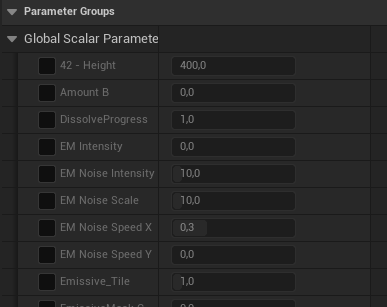 Parameter Groups
Global Scalar Paramete
42 - Height 400,0
Amount B 0,0
DissolveProgress 1,0
EM Intensity 0,0
EM Noise Intensity 10,0
EM Noise Scale 10,0
EM Noise Speed X 0,3
EM Noise Speed Y 0,0
Emissive_Tile 1,0